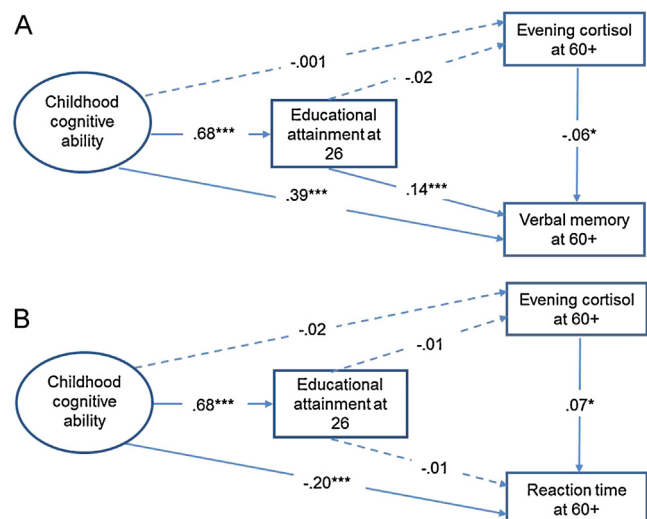 A
Evening cortisol
at 60+
-.001
-.02
Childhood
cognitive
ability
.68***
Educational
attainment at
26
-.06*
.39***
.14***
Verbal memory
at 60+
B
Evening cortisol
at 60+
-.02
-.01
Childhood
cognitive
ability
.68***
Educational
attainment at
26
.07*
-.01
-.20***
Reaction time
at 60+